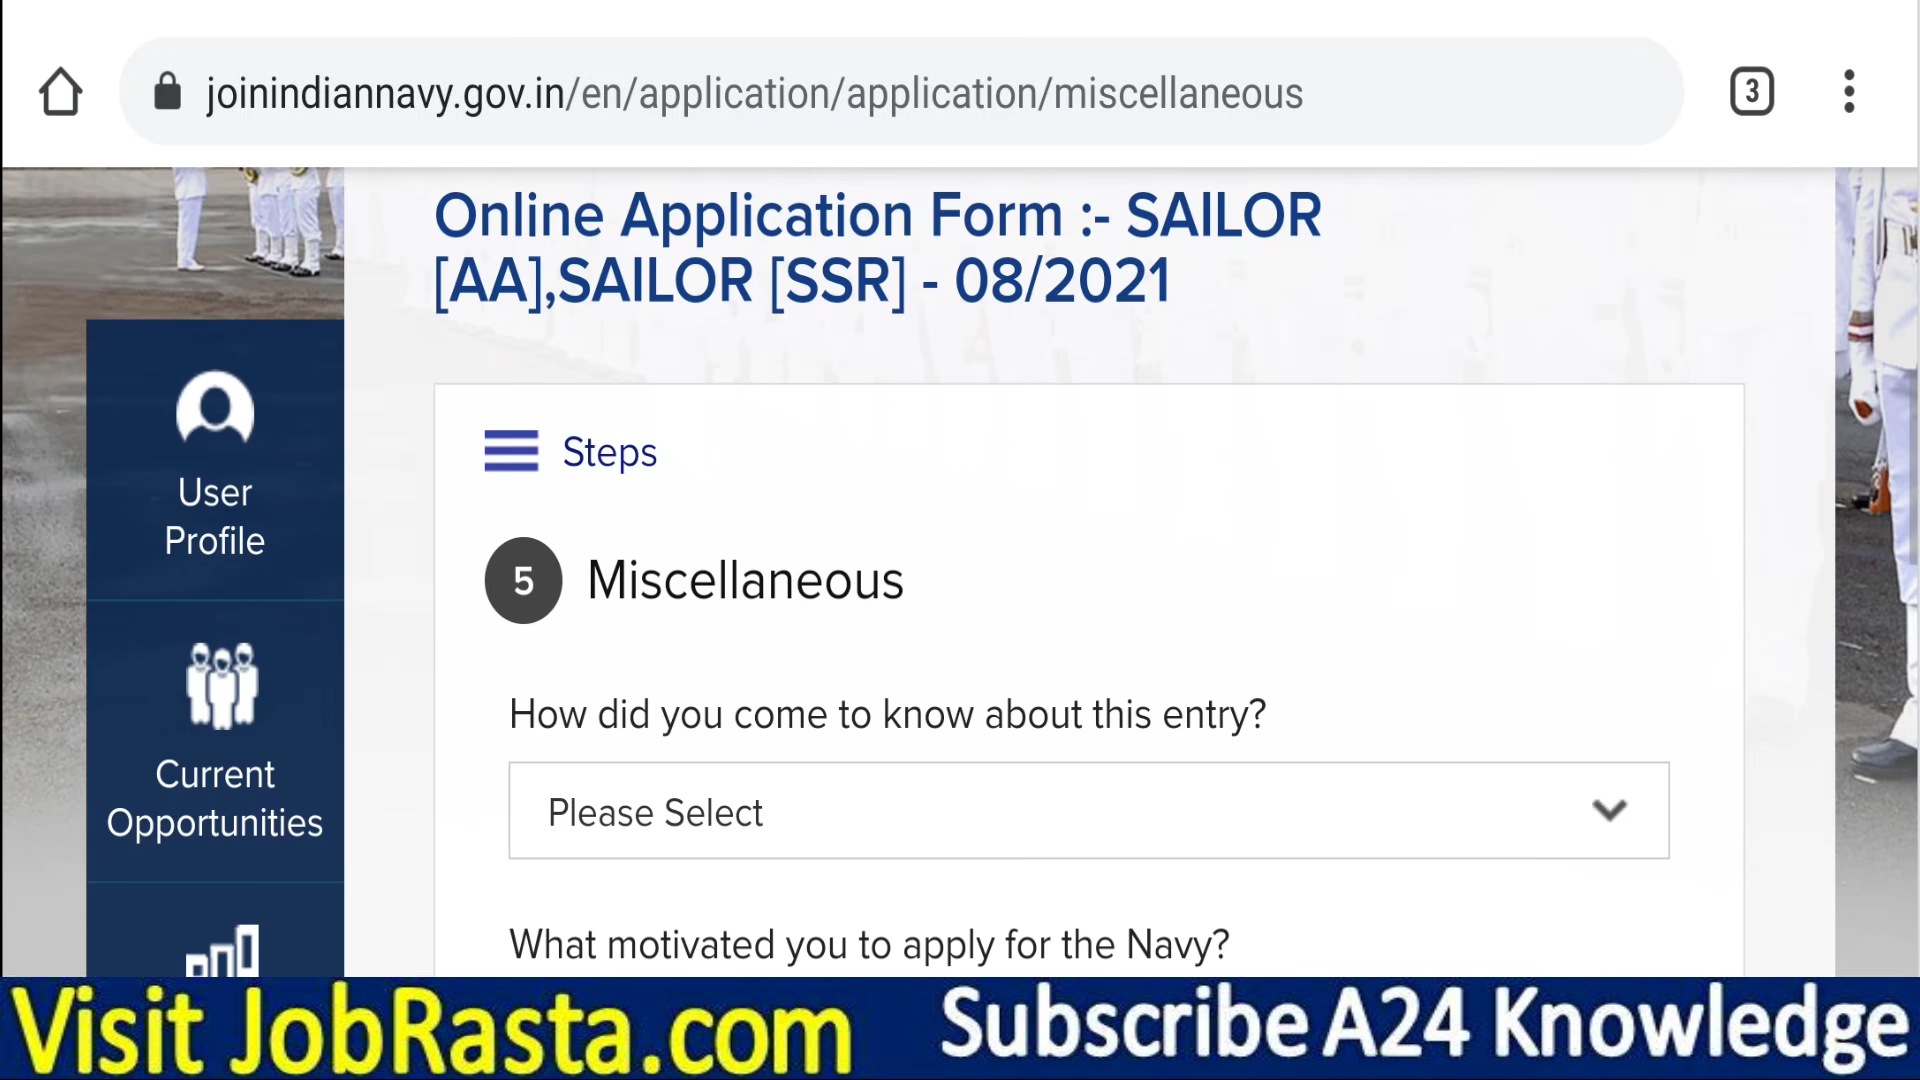 joinindiannavy.gov.in/en/application/application/miscellaneous
3
Online Application Form :- SAILOR
[AA],SAILOR [SSR] - 08/2021
User
Profile
Current
Opportunities
Steps
5 Miscellaneous
How did you come to know about this entry?
Please Select
What motivated you to apply for the Navy?
Visit JobRasta.com
Subscribe A24 Knowledge